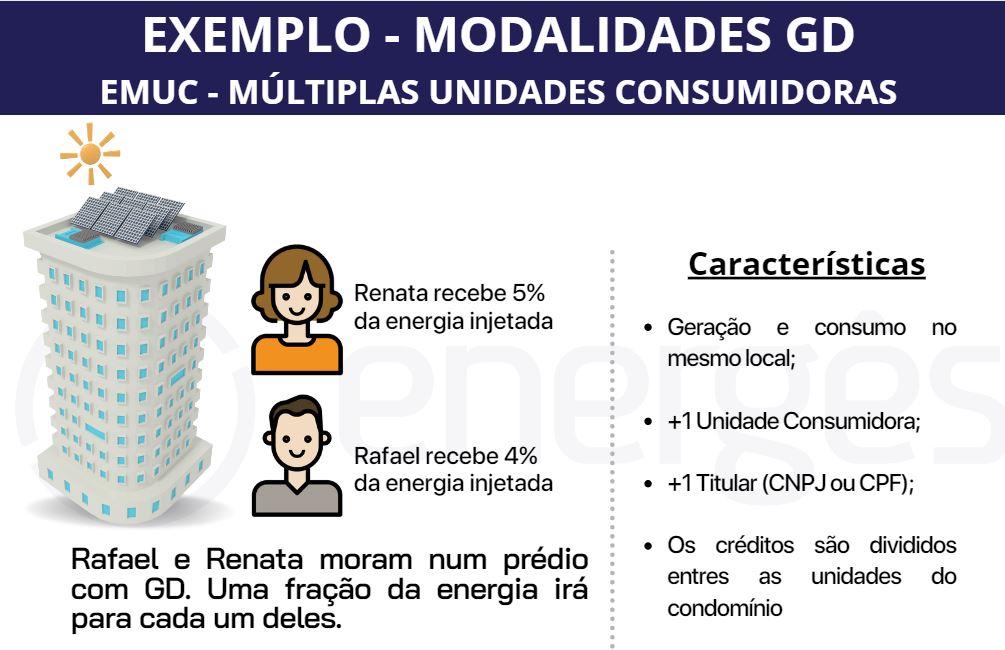 EXEMPLO - MODALIDADES GD
EMUC - MÚLTIPLAS UNIDADES CONSUMIDORAS
Renata recebe 5%
da energia injetada
Rafael recebe 4%
da energia injetada
Rafael e Renata moram num prédio
com GD. Uma fração da energia irá
para cada um deles.
Características
• Geração e consumo no
mesmo local;
• +1 Unidade Consumidora;
• +1 Titular (CNPJ ou CPF);
• Os créditos são divididos
entres as unidades do
condomínio
energês